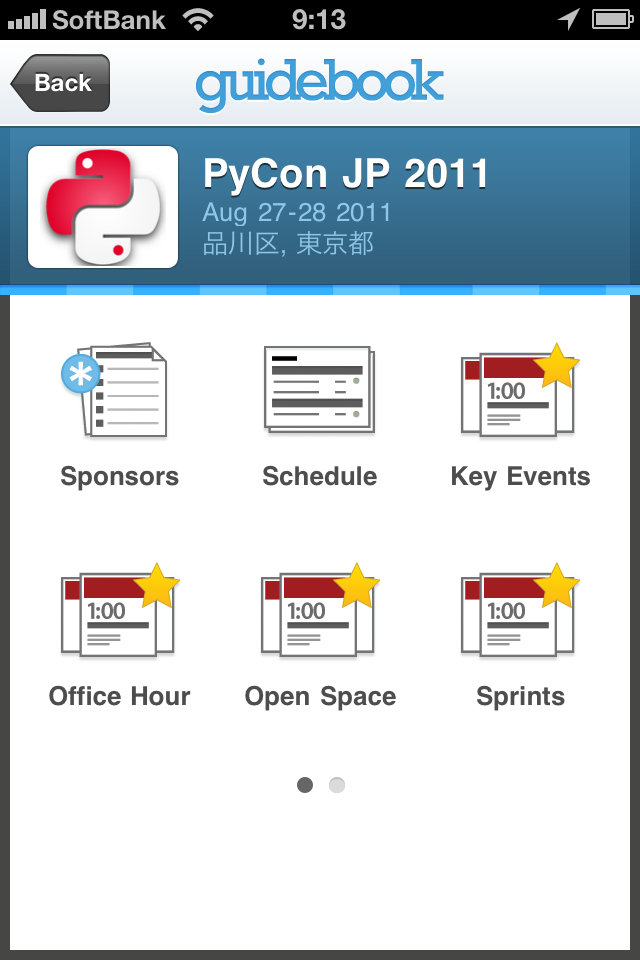 SoftBank 9:13
Back guidebook
PyCon JP 2011
Aug 27-28 2011
品川区, 東京都
Sponsors Schedule Key Events
1:00
Office Hour Open Space Sprints
1:00 1:00 1:00